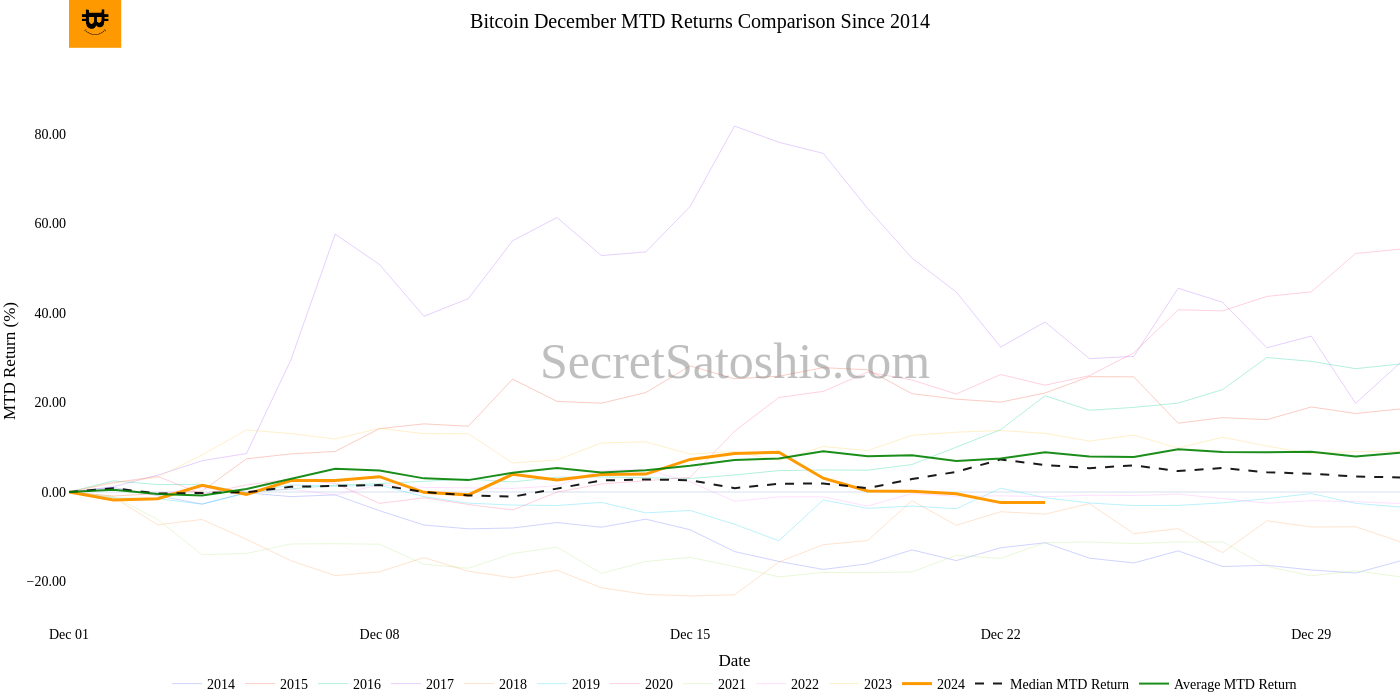 Bitcoin December MTD Returns Comparison Since 2014
MTD Return (%)
80.00
60.00
40.00
20.00
0.00
−20.00
SecretSatoshis.com
Dec 01 Dec 08 Dec 15 Dec 22 Dec 29
Date
2014 2015 2016 2017 2018 2019 2020 2021 2022 2023 2024 Median MTD Return Average MTD Return